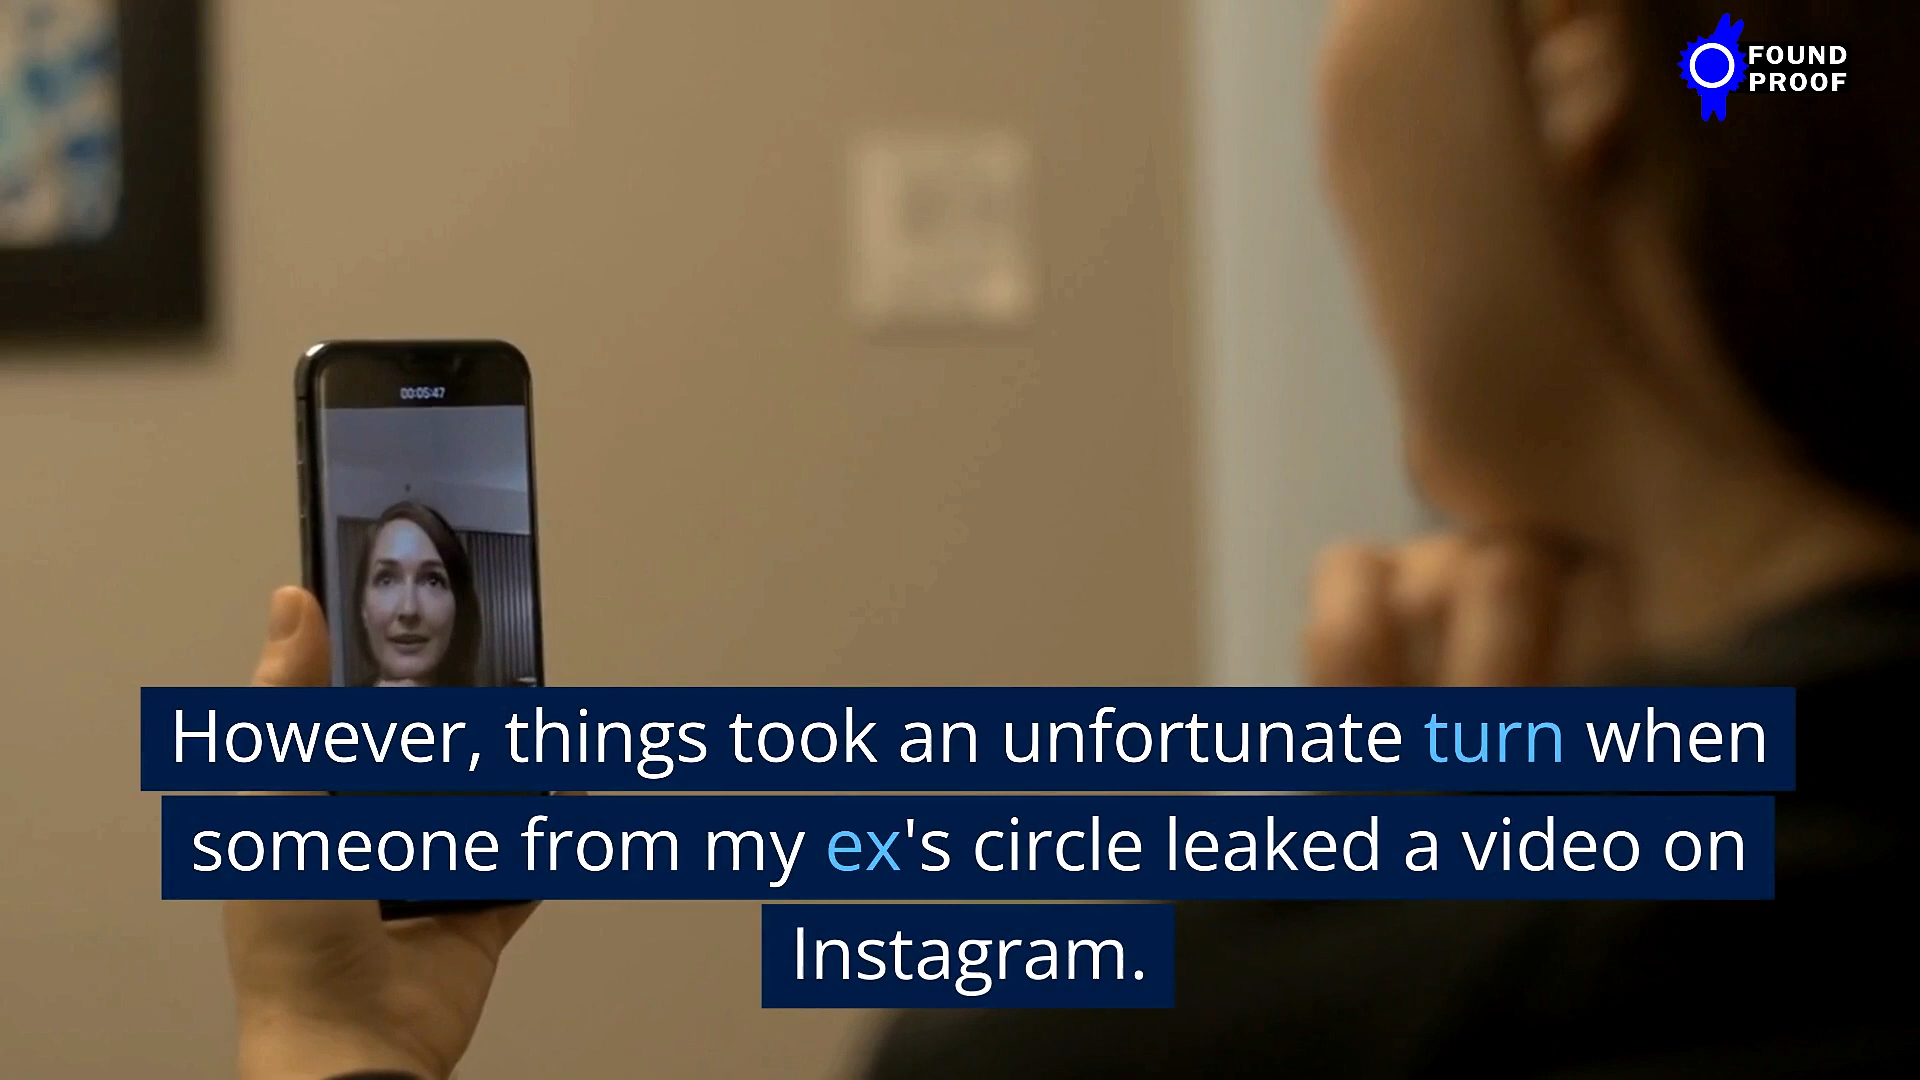 FOUND
PROOF
00:05:47
However, things took an unfortunate turn when
someone from my ex's circle leaked a video on
Instagram.